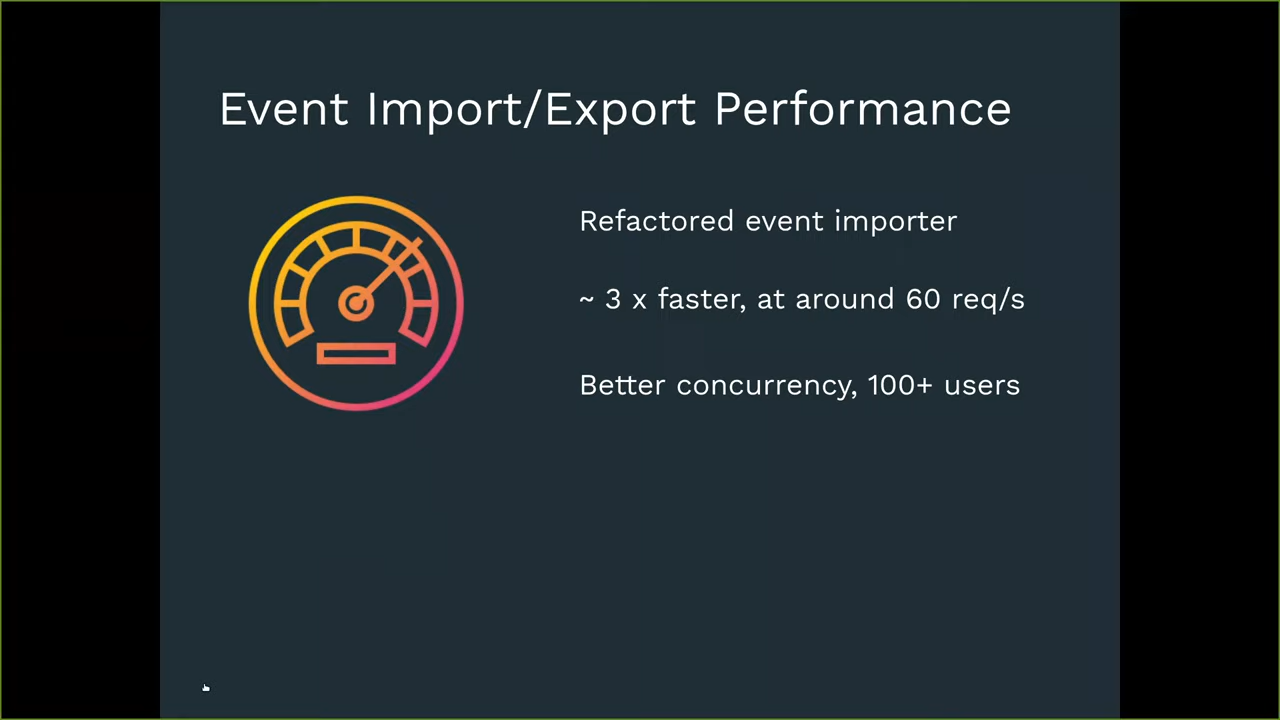 Event Import/Export Performance
Refactored event importer
~ 3 x faster, at around 60 req/s
Better concurrency, 100+ users